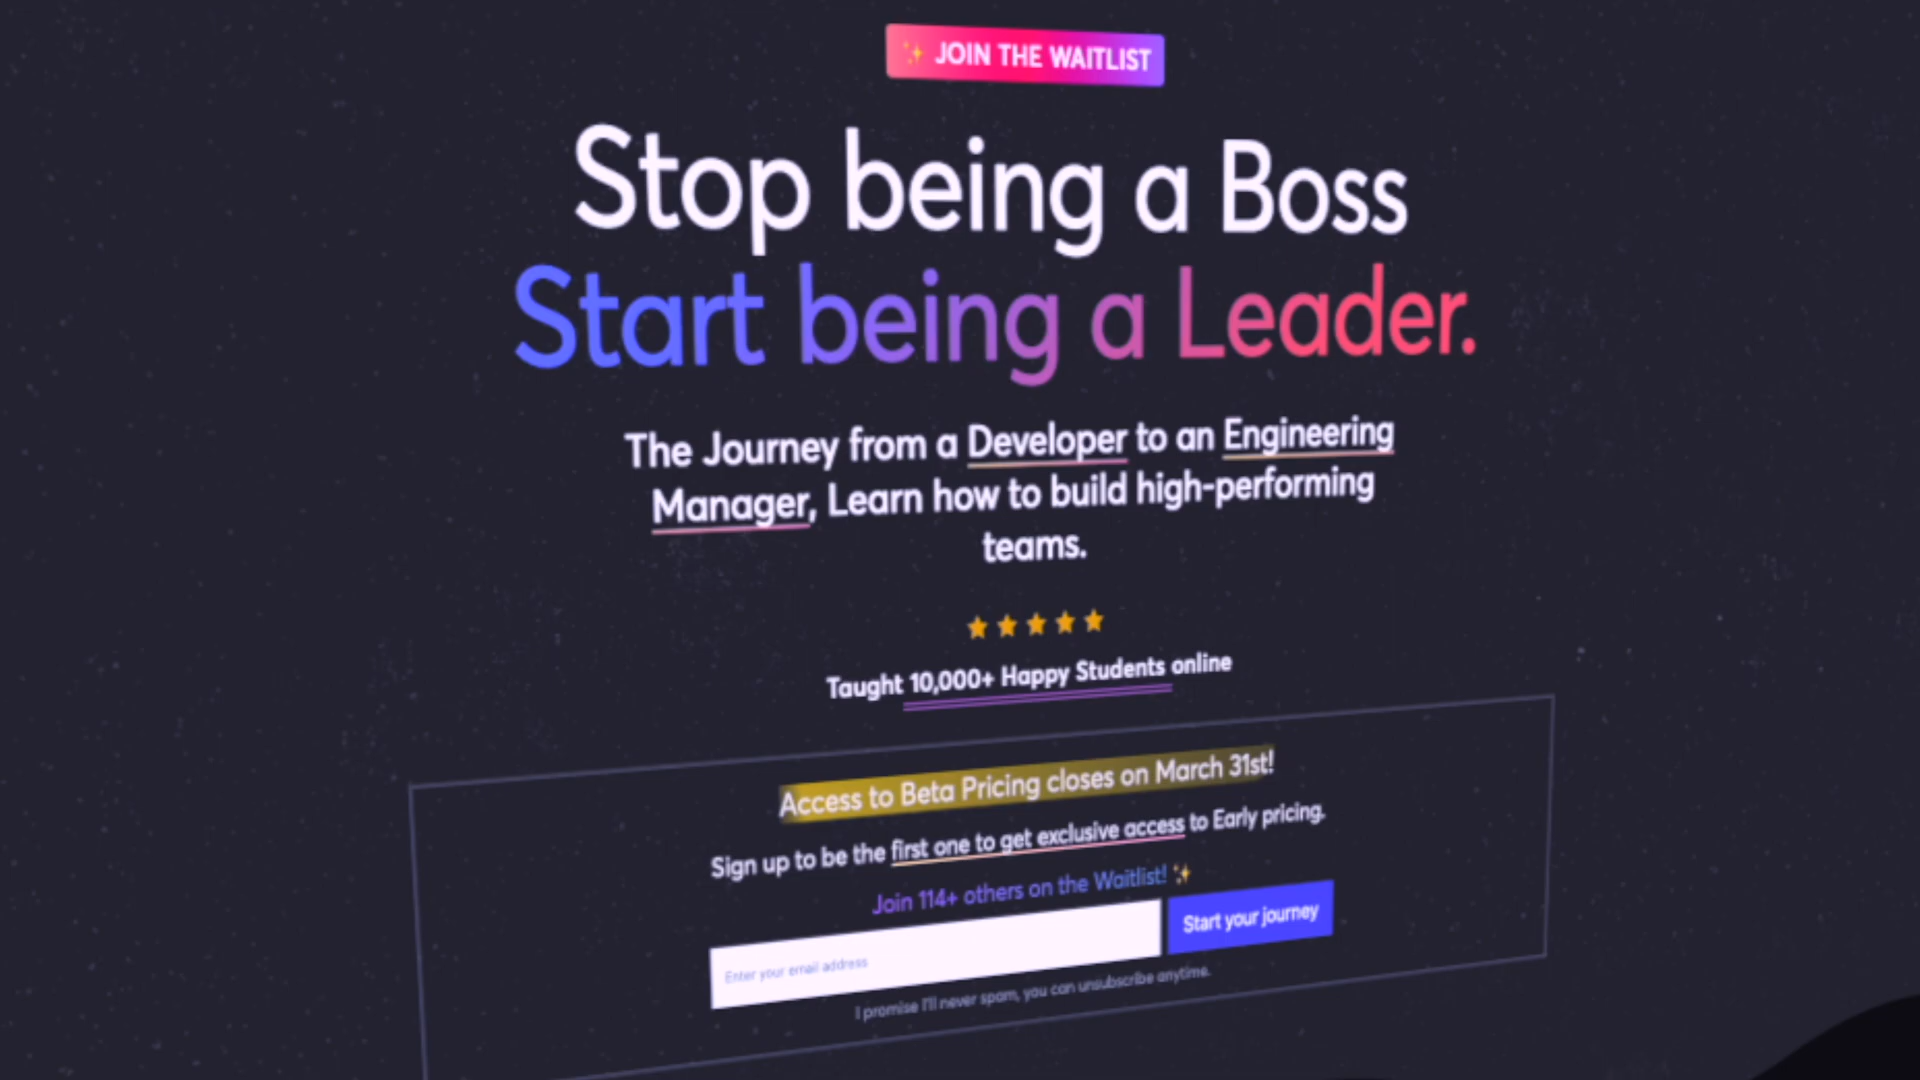 ✨ JOIN THE WAITLIST
Stop being a Boss
Start being a Leader.
The Journey from a Developer to an Engineering
Manager, Learn how to build high-performing
teams.
Taught 10,000+ Happy Students online
Access to Beta Pricing closes on March 31st!
Sign up to be the first one to get exclusive access to Early pricing.
Join 114+ others on the Waitlist! ✨
Enter your email address
Start your journey
I promise I'll never spam, you can unsubscribe anytime.